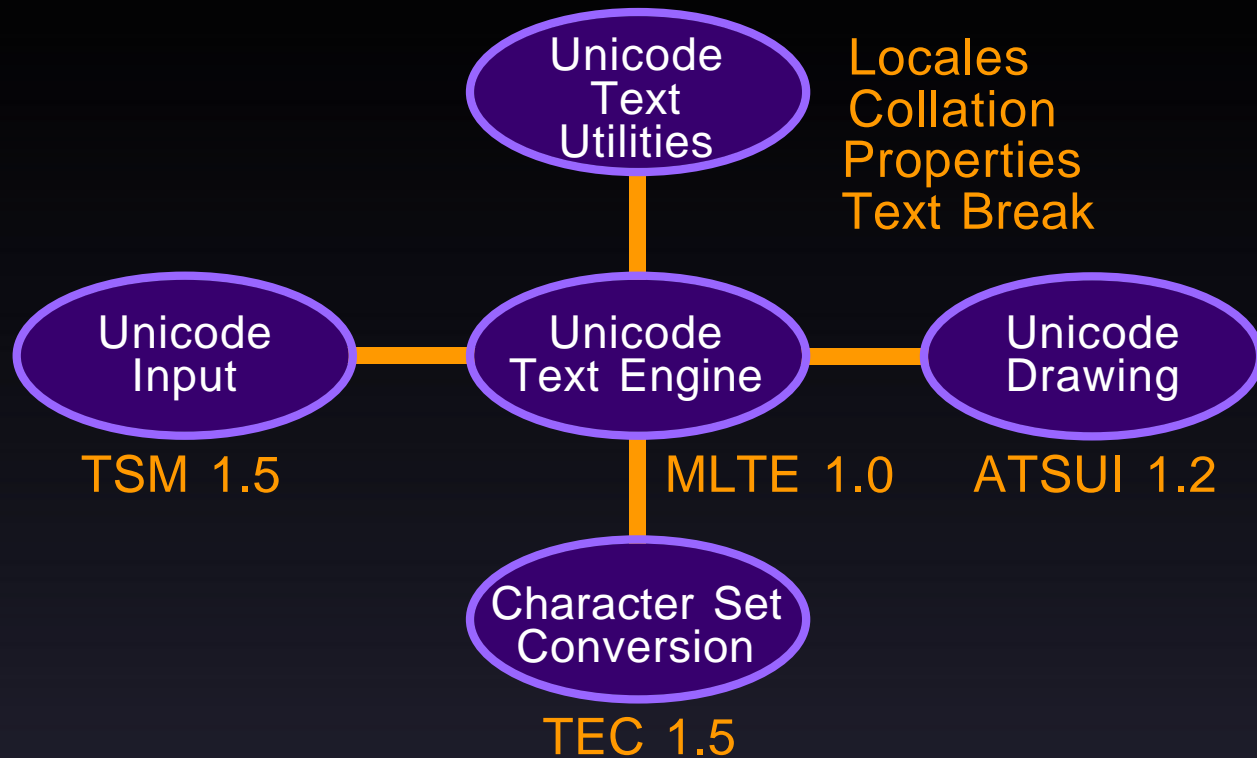 Unicode
Text
Utilities
Locales
Collation
Properties
Text Break
Unicode
Input
TSM 1.5
Unicode
Text Engine
MLTE 1.0
Unicode
Drawing
ATSUI 1.2
Character Set
Conversion
TEC 1.5